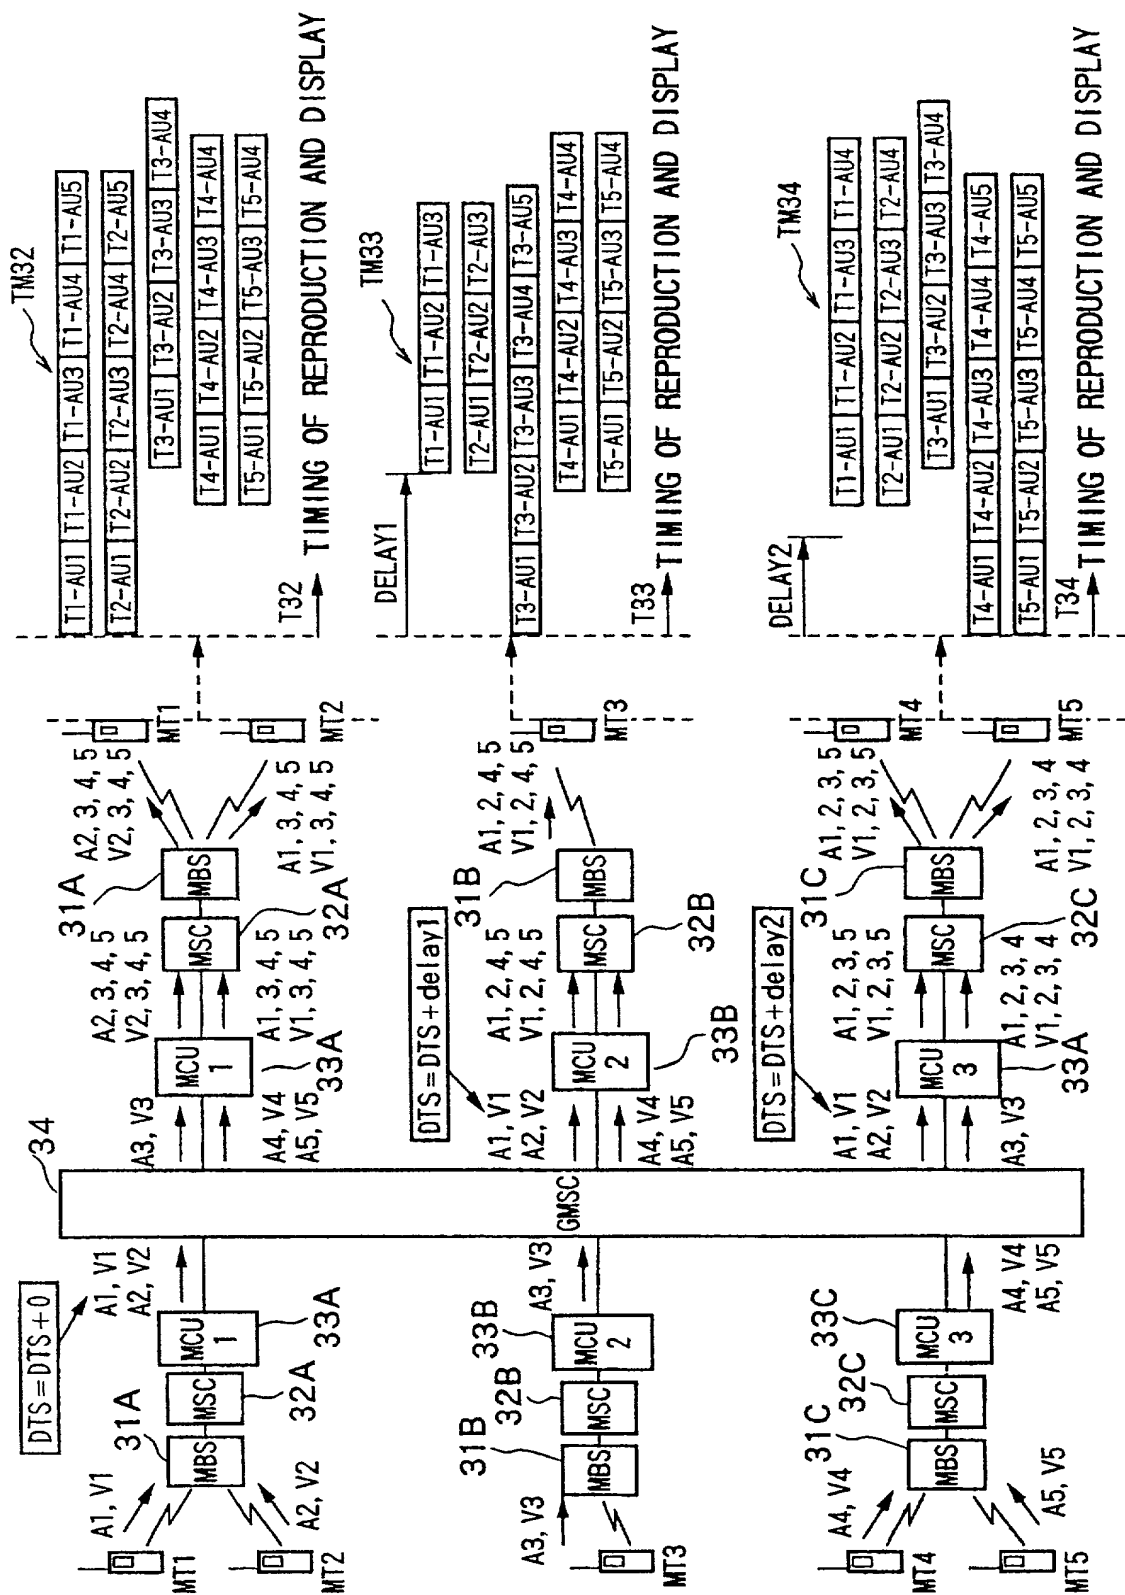 DTS=DTS+0
A1, V1
MT1
A2, V2
MT2
31A
MBS
32A
MSC
33A
MCU
1
A1, V1
A2, V2
A3, V3
MT3
31B
MBS
32B
MSC
33B
MCU
2
A3, V3
A4, V4
MT4
A5, V5
MT5
31C
MBS
32C
MSC
33C
MCU
3
A4, V4
A5, V5
34
GMSC
A3, V3
A4, V4
A5, V5
MCU
1
33A
A2, 3, 4, 5
V2, 3, 4, 5
A1, 3, 4, 5
V1, 3, 4, 5
31A
MSC
32A
MBS
A2, 3, 4, 5
V2, 3, 4, 5
A1, 3, 4, 5
V1, 3, 4, 5
MT1
MT2
DTS=DTS+delay1
A1, V1
A2, V2
A4, V4
A5, V5
MCU
2
33B
A1, 2, 4, 5
V1, 2, 4, 5
31B
MSC
32B
MBS
A1, 2, 4, 5
V1, 2, 4, 5
MT3
DTS=DTS+delay2
A1, V1
A2, V2
A3, V3
MCU
3
33A
A1, 2, 3, 5
V1, 2, 3, 5
A1, 2, 3, 4
V1, 2, 3, 4
31C
MSC
32C
MBS
A1, 2, 3, 5
V1, 2, 3, 5
A1, 2, 3, 4
V1, 2, 3, 4
MT4
MT5
TM32
T1-AU1 T1-AU2 T1-AU3 T1-AU4 T1-AU5
T2-AU1 T2-AU2 T2-AU3 T2-AU4 T2-AU5
T3-AU1 T3-AU2 T3-AU3 T3-AU4
T4-AU1 T4-AU2 T4-AU3 T4-AU4
T5-AU1 T5-AU2 T5-AU3 T5-AU4
T32
TIMING OF REPRODUCTION AND DISPLAY
TM33
DELAY1
T1-AU1 T1-AU2 T1-AU3
T2-AU1 T2-AU2 T2-AU3
T3-AU1 T3-AU2 T3-AU3 T3-AU4 T3-AU5
T4-AU1 T4-AU2 T4-AU3 T4-AU4
T5-AU1 T5-AU2 T5-AU3 T5-AU4
T33
TIMING OF REPRODUCTION AND DISPLAY
TM34
DELAY2
T1-AU1 T1-AU2 T1-AU3 T1-AU4
T2-AU1 T2-AU2 T2-AU3 T2-AU4
T3-AU1 T3-AU2 T3-AU3 T3-AU4
T4-AU1 T4-AU2 T4-AU3 T4-AU4 T4-AU5
T5-AU1 T5-AU2 T5-AU3 T5-AU4 T5-AU5
T34
TIMING OF REPRODUCTION AND DISPLAY